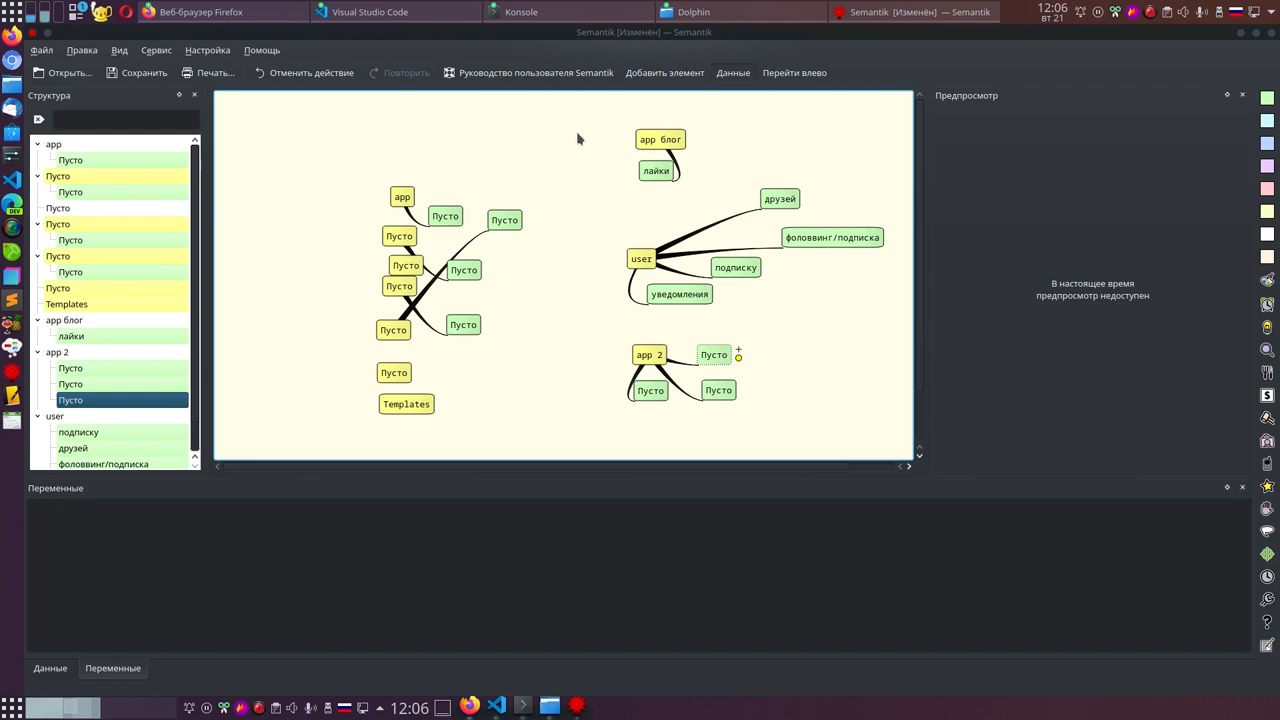 Веб-браузер Firefox
Visual Studio Code
Konsole
Dolphin
Semantik [Изменён] — Semantik
12:06
вт 21
Semantik [Изменён] — Semantik
Файл Правка Вид Сервис Настройка Помощь
Открыть... Сохранить Печать... Отменить действие Повторить Руководство пользователя Semantik Добавить элемент Данные Перейти влево
Структура
app
Пусто
Пусто
Пусто
Пусто
Пусто
Пусто
Пусто
Пусто
Пусто
Templates
app блог
лайки
app 2
Пусто
Пусто
Пусто
user
подписку
друзей
фоловвинг/подписка
app
Пусто
Пусто
Пусто
Пусто
Пусто
Пусто
Пусто
Пусто
Пусто
Templates
app блог
лайки
друзей
user
фоловвинг/подписка
подписку
уведомления
app 2
Пусто
Пусто
Пусто
Предпросмотр
В настоящее время
предпросмотр недоступен
Переменные
Данные Переменные
12:06
DEV